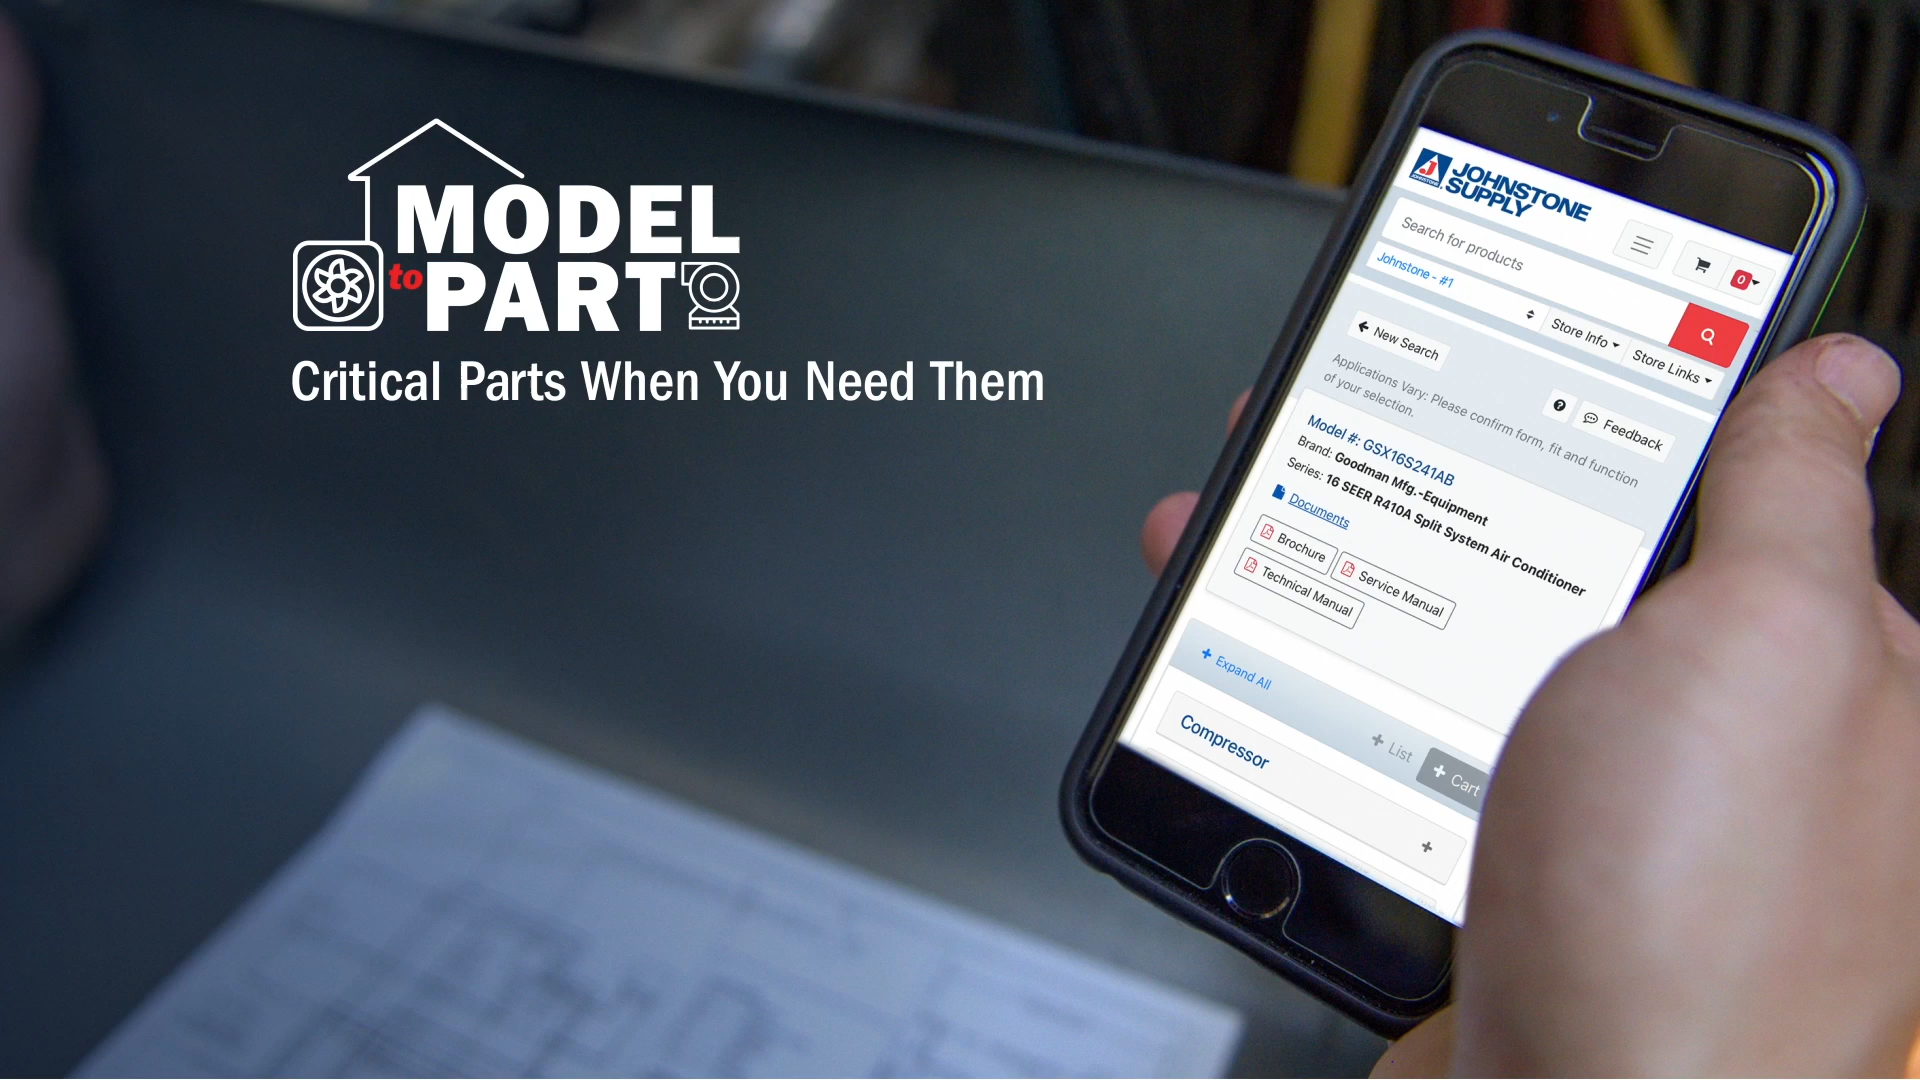 MODEL
to PART
Critical Parts When You Need Them
JOHNSTONE
SUPPLY
Search for products
0
Johnstone - #1
Store Info
Store Links
New Search
Feedback
Applications Vary: Please confirm form, fit and function
of your selection.
Model #: GSX16S241AB
Brand: Goodman Mfg.-Equipment
Series: 16 SEER R410A Split System Air Conditioner
Documents
Brochure
Service Manual
Technical Manual
Expand All
List
Cart
Compressor